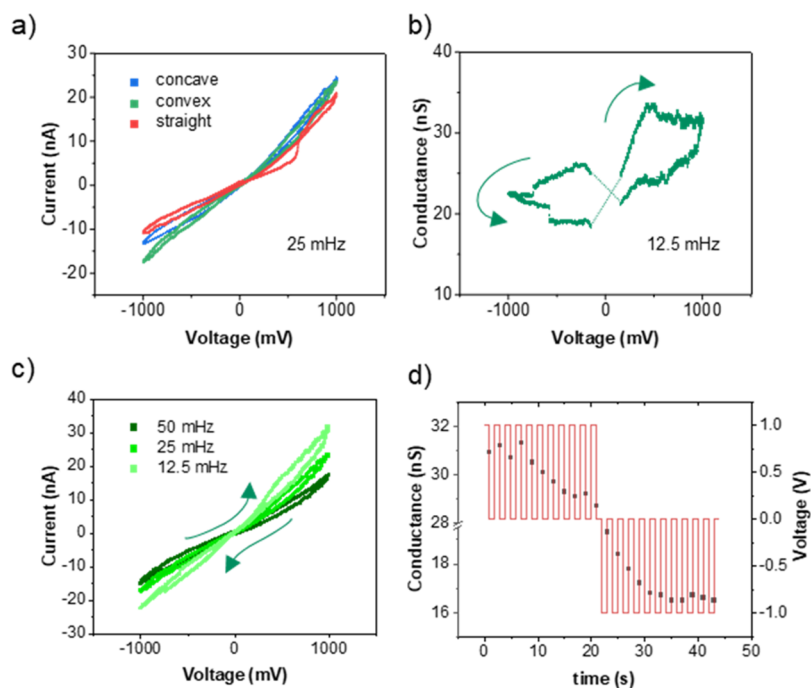 a)
30
20
10
0
-10
-20
Current (nA)
concave
convex
straight
25 mHz
-1000
0
1000
Voltage (mV)
b)
40
30
20
10
Conductance (nS)
12.5 mHz
-1000
0
1000
Voltage (mV)
c)
40
30
20
10
0
-10
-20
-30
Current (nA)
50 mHz
25 mHz
12.5 mHz
-1000
0
1000
Voltage (mV)
d)
32
31
30
29
28
18
17
16
Conductance (nS)
1.0
0.5
0.0
-0.5
-1.0
Voltage (V)
0
10
20
30
40
50
time (s)